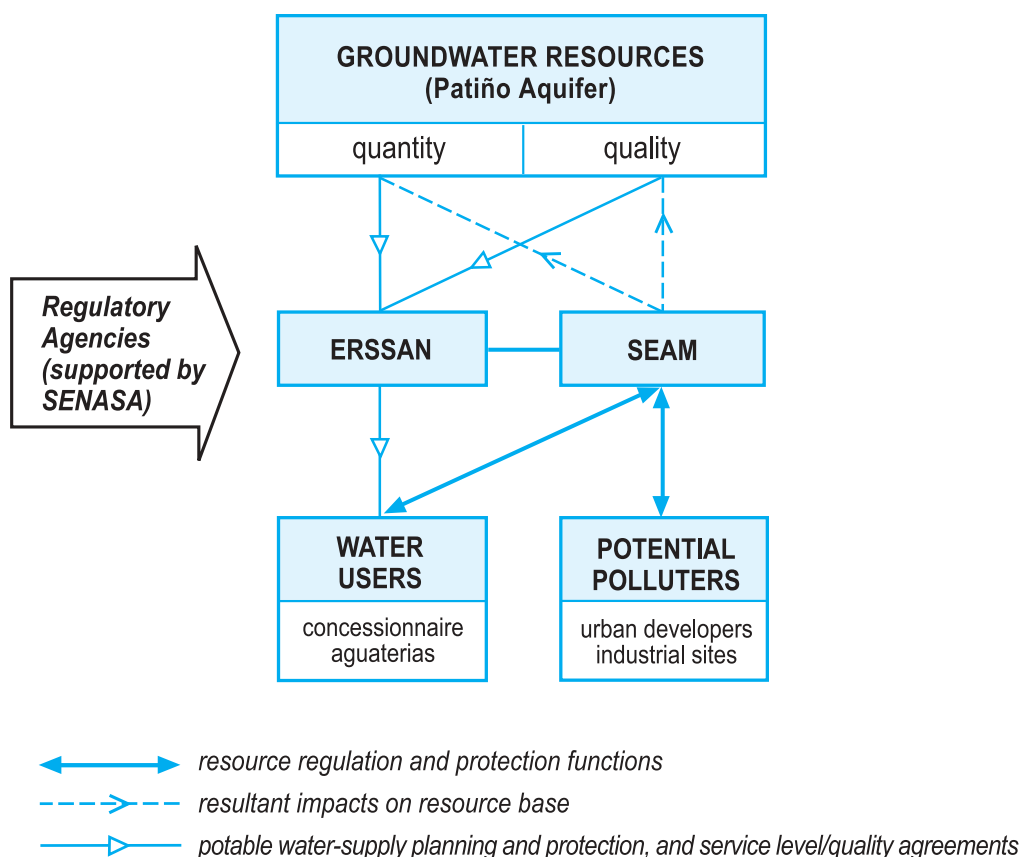 GROUNDWATER RESOURCES
(Patiño Aquifer)
quantity
quality
Regulatory
Agencies
(supported by
SENASA)
ERSSAN
SEAM
WATER
USERS
concessionnaire
aguaterias
POTENTIAL
POLLUTERS
urban developers
industrial sites
resource regulation and protection functions
resultant impacts on resource base
potable water-supply planning and protection, and service level/quality agreements